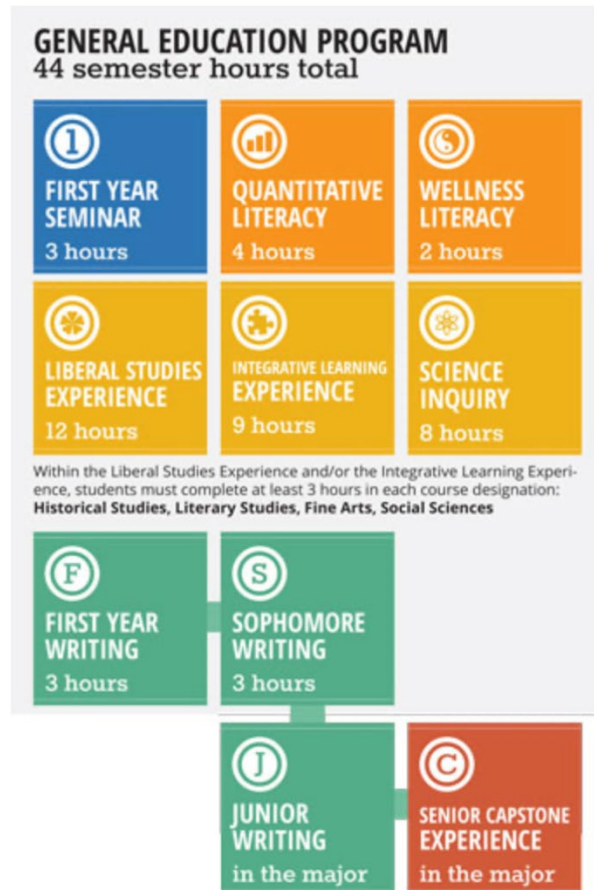 GENERAL EDUCATION PROGRAM
44 semester hours total
1
FIRST YEAR
SEMINAR
3 hours
QUANTITATIVE
LITERACY
4 hours
WELLNESS
LITERACY
2 hours
LIBERAL STUDIES
EXPERIENCE
12 hours
INTEGRATIVE LEARNING
EXPERIENCE
9 hours
SCIENCE
INQUIRY
8 hours
Within the Liberal Studies Experience and/or the Integrative Learning Experi-
ence, students must complete at least 3 hours in each course designation:
Historical Studies, Literary Studies, Fine Arts, Social Sciences
F
FIRST YEAR
WRITING
3 hours
S
SOPHOMORE
WRITING
3 hours
J
JUNIOR
WRITING
in the major
C
SENIOR CAPSTONE
EXPERIENCE
in the major